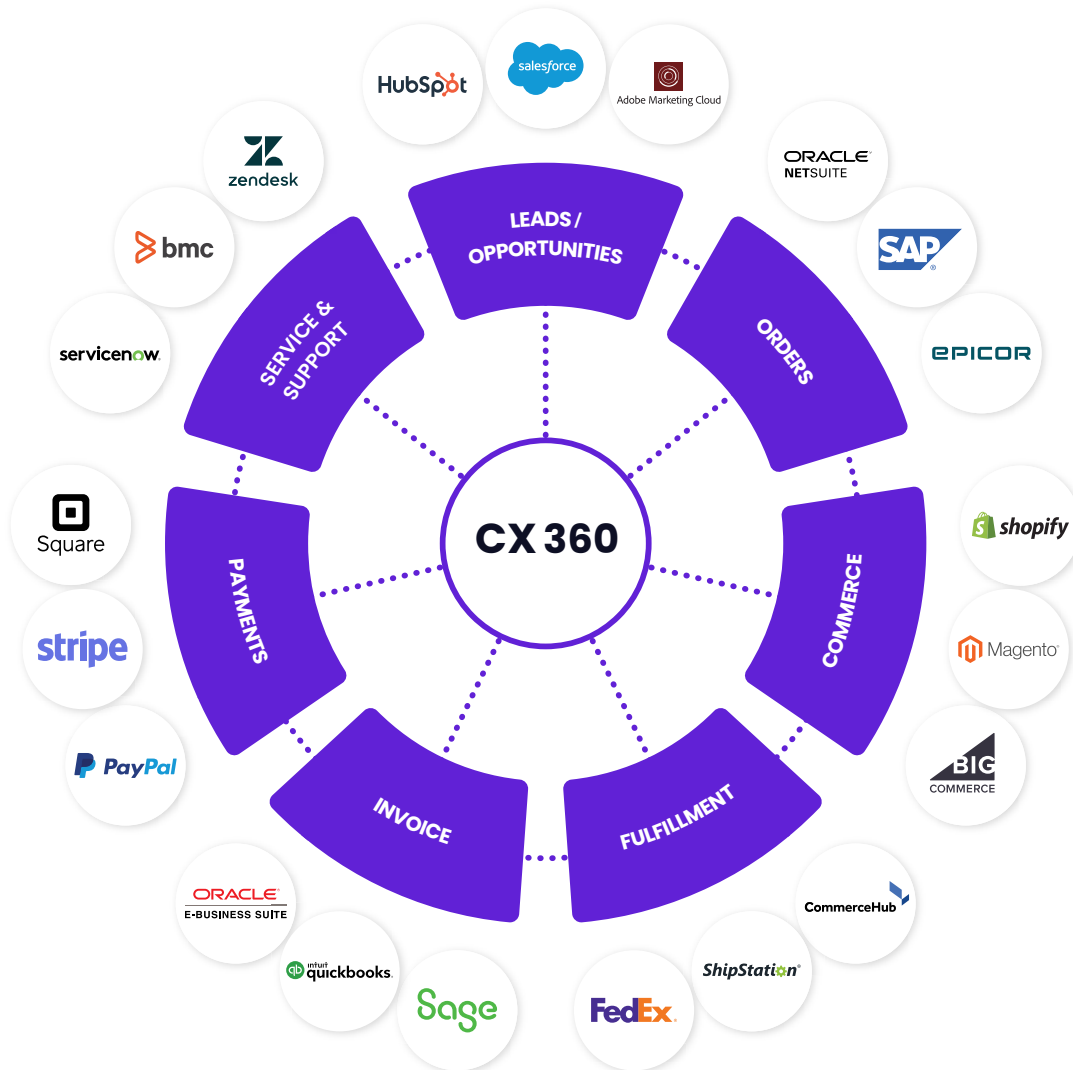 HubSpot
salesforce
Adobe Marketing Cloud
ORACLE
NETSUITE
SAP
®
EPICOR
shopify
Magento®
BIG
COMMERCE
CommerceHub
ShipStation®
FedEx®
Sage
intuit
qb quickbooks.
ORACLE®
E-BUSINESS SUITE
PayPal
stripe
Square
servicenow.
bmc
zendesk
LEADS /
OPPORTUNITIES
ORDERS
COMMERCE
FULFILLMENT
INVOICE
PAYMENTS
SERVICE &
SUPPORT
CX 360